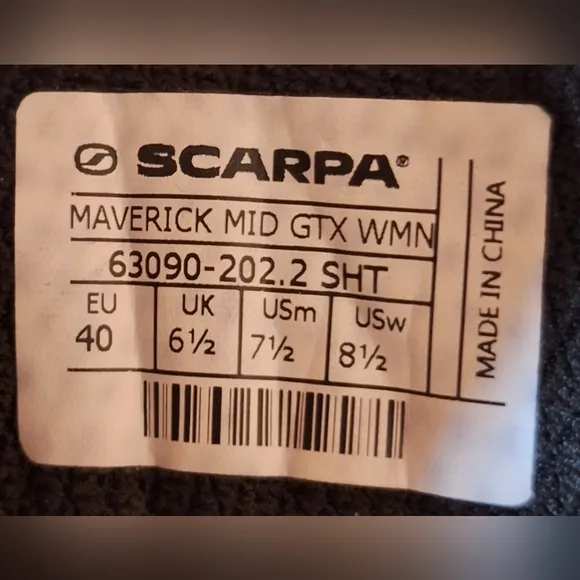 SCARPA®
MAVERICK MID GTX WMN
63090-202.2 SHT
EU UK USm USw
40 6½ 7½ 8½
MADE IN CHINA